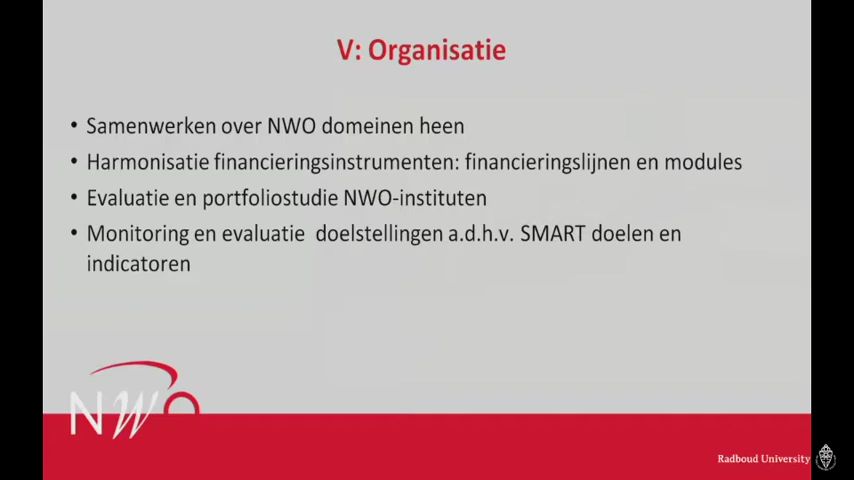 V: Organisatie
• Samenwerken over NWO domeinen heen
• Harmonisatie financieringsinstrumenten: financieringslijnen en modules
• Evaluatie en portfoliostudie NWO-instituten
• Monitoring en evaluatie  doelstellingen a.d.h.v. SMART doelen en
indicatoren
NWO
Radboud University